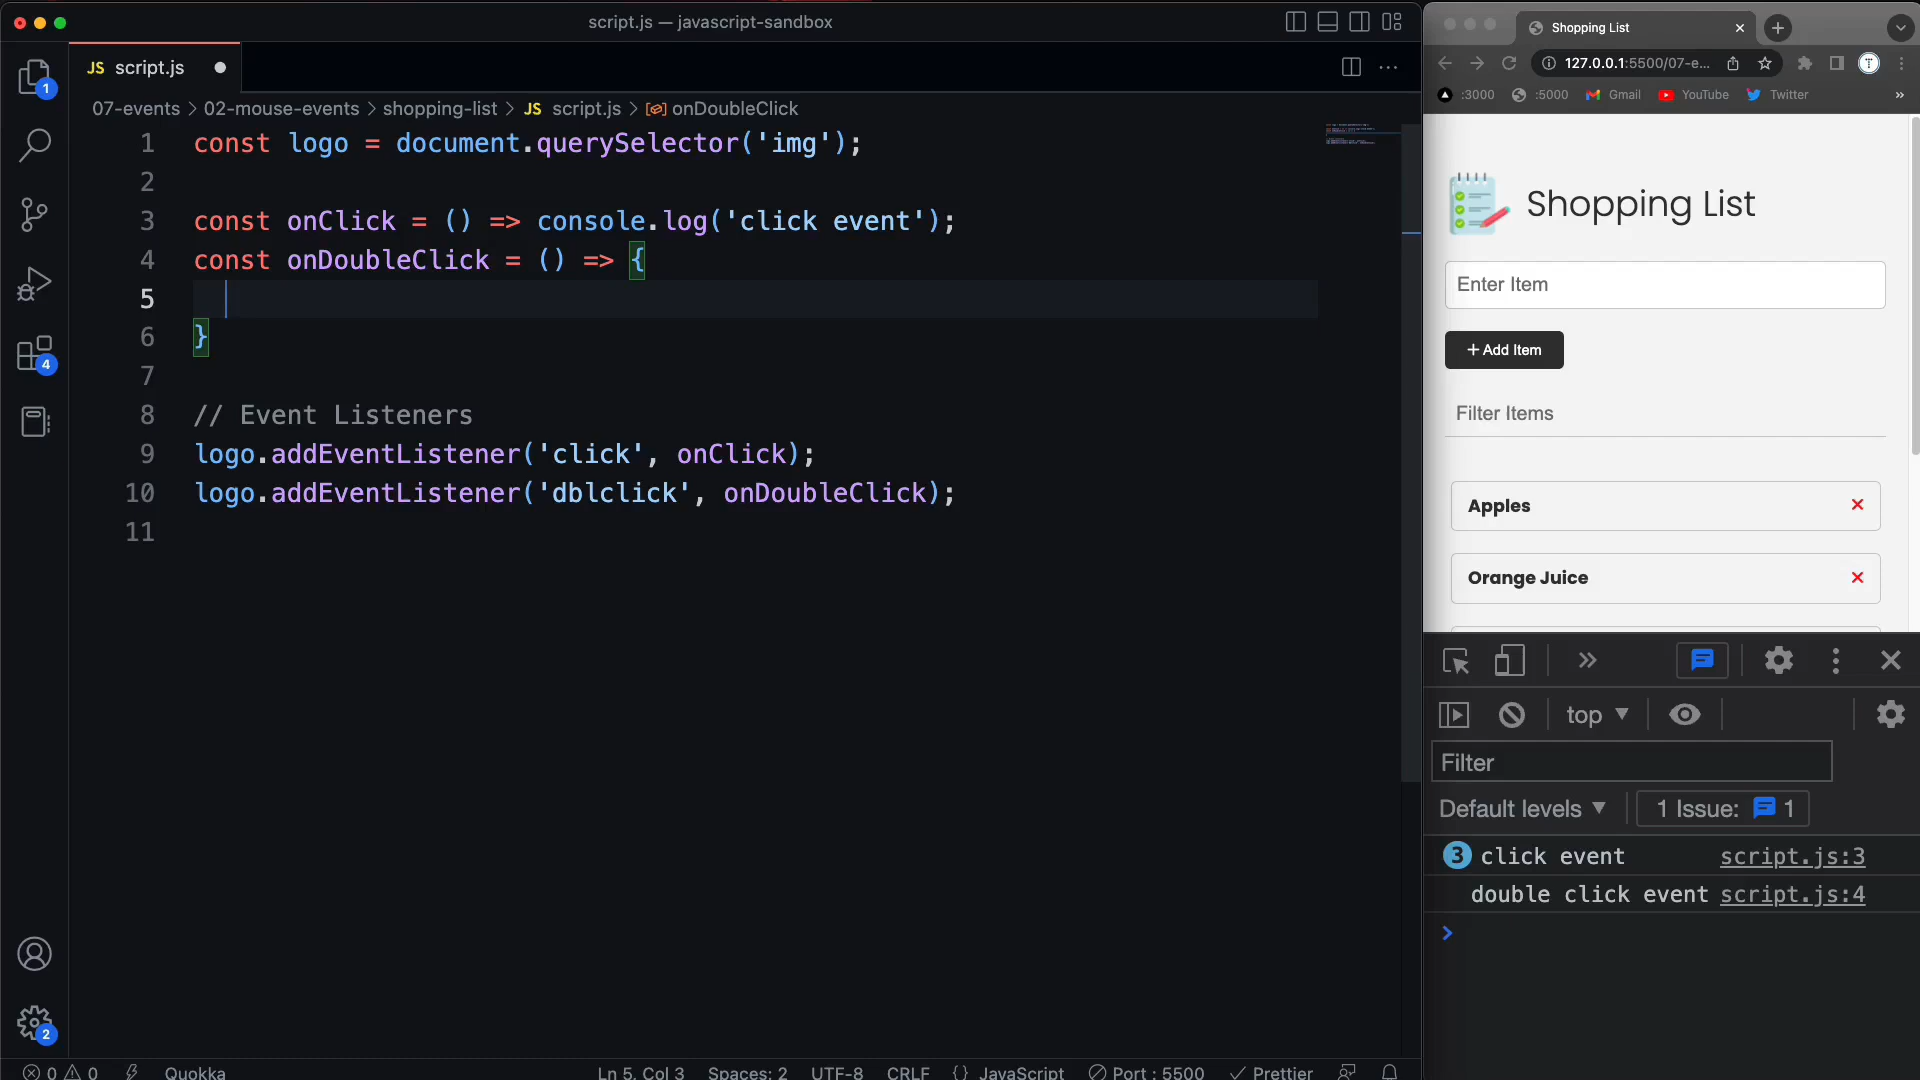 script.js — javascript-sandbox
JS script.js
07-events > 02-mouse-events > shopping-list > JS script.js > onDoubleClick
1 const logo = document.querySelector('img');
2
3 const onClick = () => console.log('click event');
4 const onDoubleClick = () => {
5
6 }
7
8 // Event Listeners
9 logo.addEventListener('click', onClick);
10 logo.addEventListener('dblclick', onDoubleClick);
11
1
4
2
0 0 Quokka Ln 5, Col 3 Spaces: 2 UTF-8 CRLF {} JavaScript Port : 5500 Prettier
Shopping List
127.0.0.1:5500/07-e...
T
:3000 :5000 Gmail YouTube Twitter »
Shopping List
Enter Item
+ Add Item
Filter Items
Apples
Orange Juice
top
Filter
Default levels 1 Issue: 1
3 click event script.js:3
double click event script.js:4